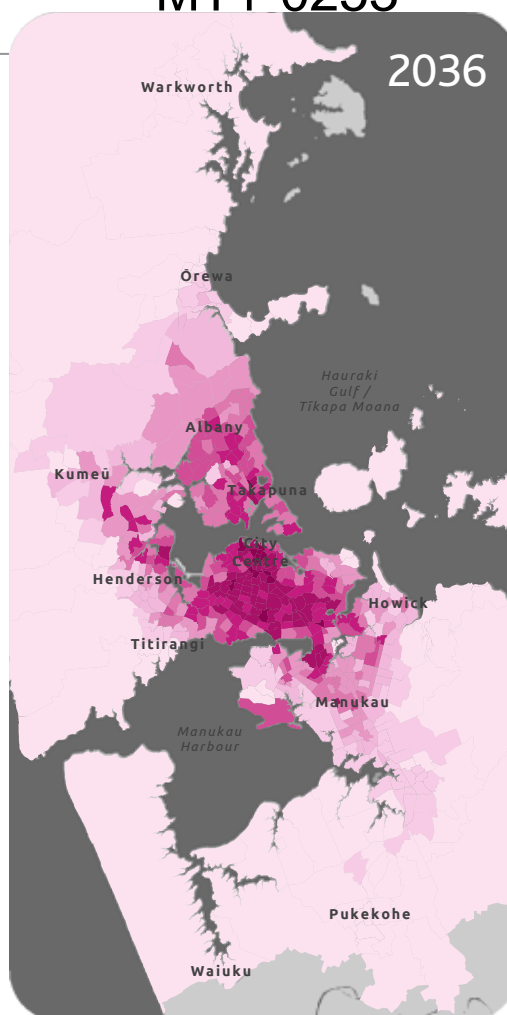 2036
Warkworth
Ōrewa
Hauraki
Gulf /
Tīkapa Moana
Albany
Kumeū
Takapuna
City
Centre
Henderson
Howick
Titirangi
Manukau
Manukau
Harbour
Pukekohe
Waiuku